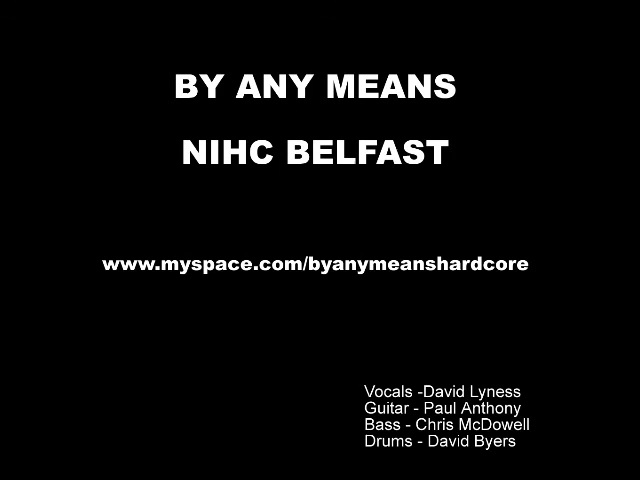 BY ANY MEANS
NIHC BELFAST
www.myspace.com/byanymeanshardcore
Vocals -David Lyness
Guitar - Paul Anthony
Bass - Chris McDowell
Drums - David Byers